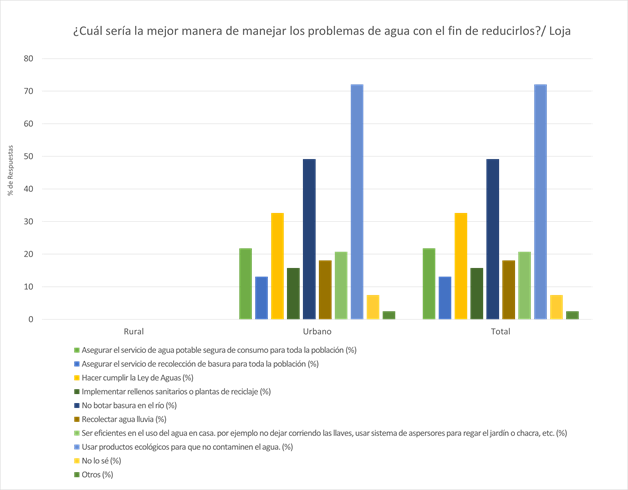 ¿Cuál sería la mejor manera de manejar los problemas de agua con el fin de reducirlos?/ Loja
80
70
60
50
40
30
20
10
0
% de Respuestas
Rural
Urbano
Total
Asegurar el servicio de agua potable segura de consumo para toda la población (%)
Asegurar el servicio de recolección de basura para toda la población (%)
Hacer cumplir la Ley de Aguas (%)
Implementar rellenos sanitarios o plantas de reciclaje (%)
No botar basura en el río (%)
Recolectar agua lluvia (%)
Ser eficientes en el uso del agua en casa. por ejemplo no dejar corriendo las llaves, usar sistema de aspersores para regar el jardín o chacra, etc. (%)
Usar productos ecológicos para que no contaminen el agua. (%)
No lo sé (%)
Otros (%)